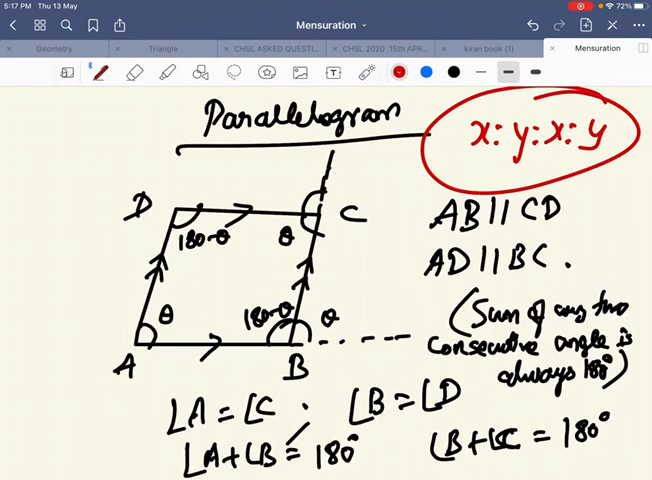 5:17 PM Thu 13 May
72%
Mensuration
Geometry
Triangle
CHSL ASKED QUESTI...
CHSL 2020 15th APR...
kiran book (1)
Mensuration
Parallelogram
x:y:x:y
D
C
180-θ
θ
AB||CD
AD||BC.
θ
180-θ
θ
A
B
(Sum of any two
consecutive angle is
always 180°)
∠A=∠C. ∠B=∠D
∠A+∠B=180°
∠B+∠C=180°